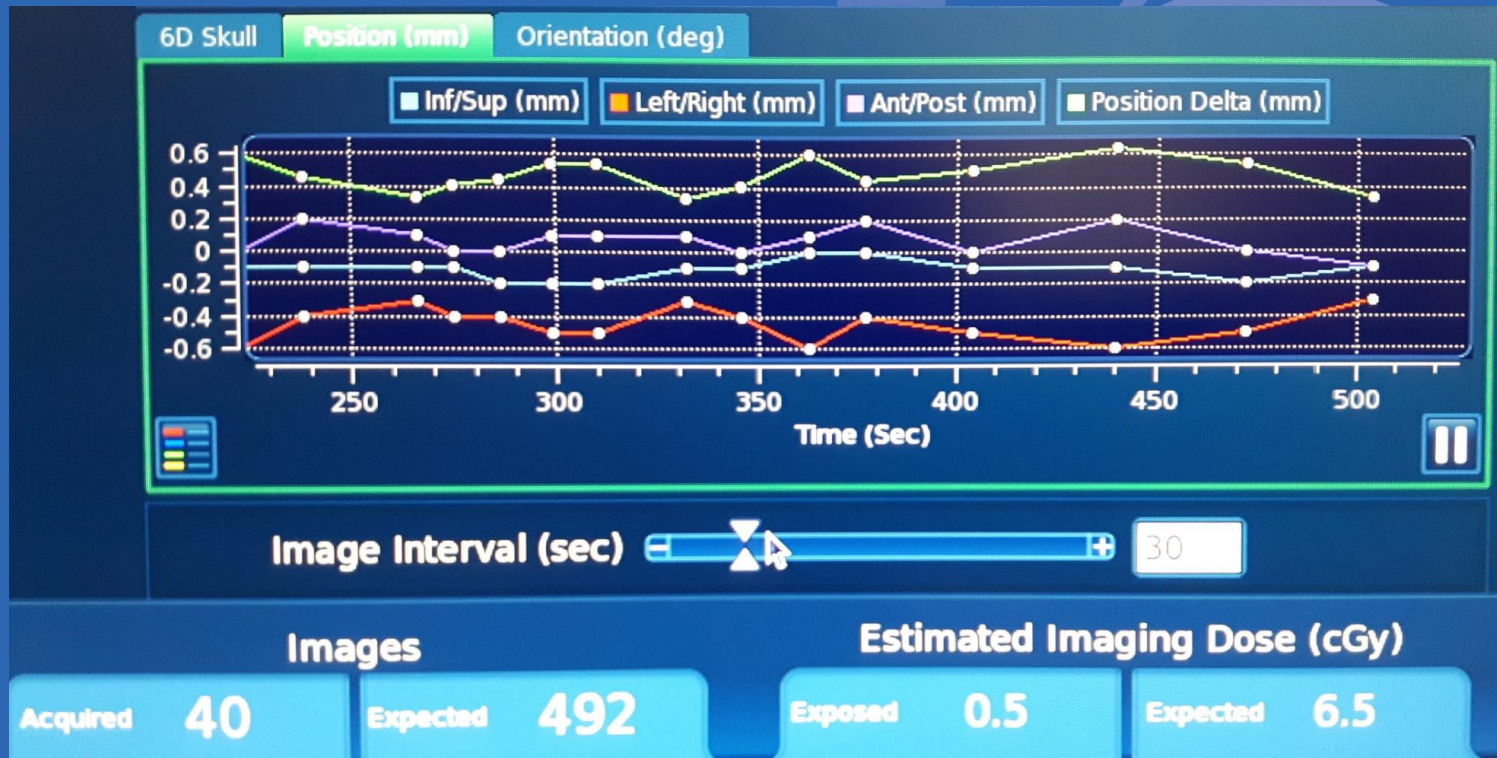 6D Skull Position (mm) Orientation (deg)
Inf/Sup (mm) Left/Right (mm) Ant/Post (mm) Position Delta (mm)
0.6
0.4
0.2
0
-0.2
-0.4
-0.6
250 300 350 400 450 500
Time (Sec)
Image Interval (sec) 30
Images
Estimated Imaging Dose (cGy)
Acquired 40 Expected 492 Exposed 0.5 Expected 6.5